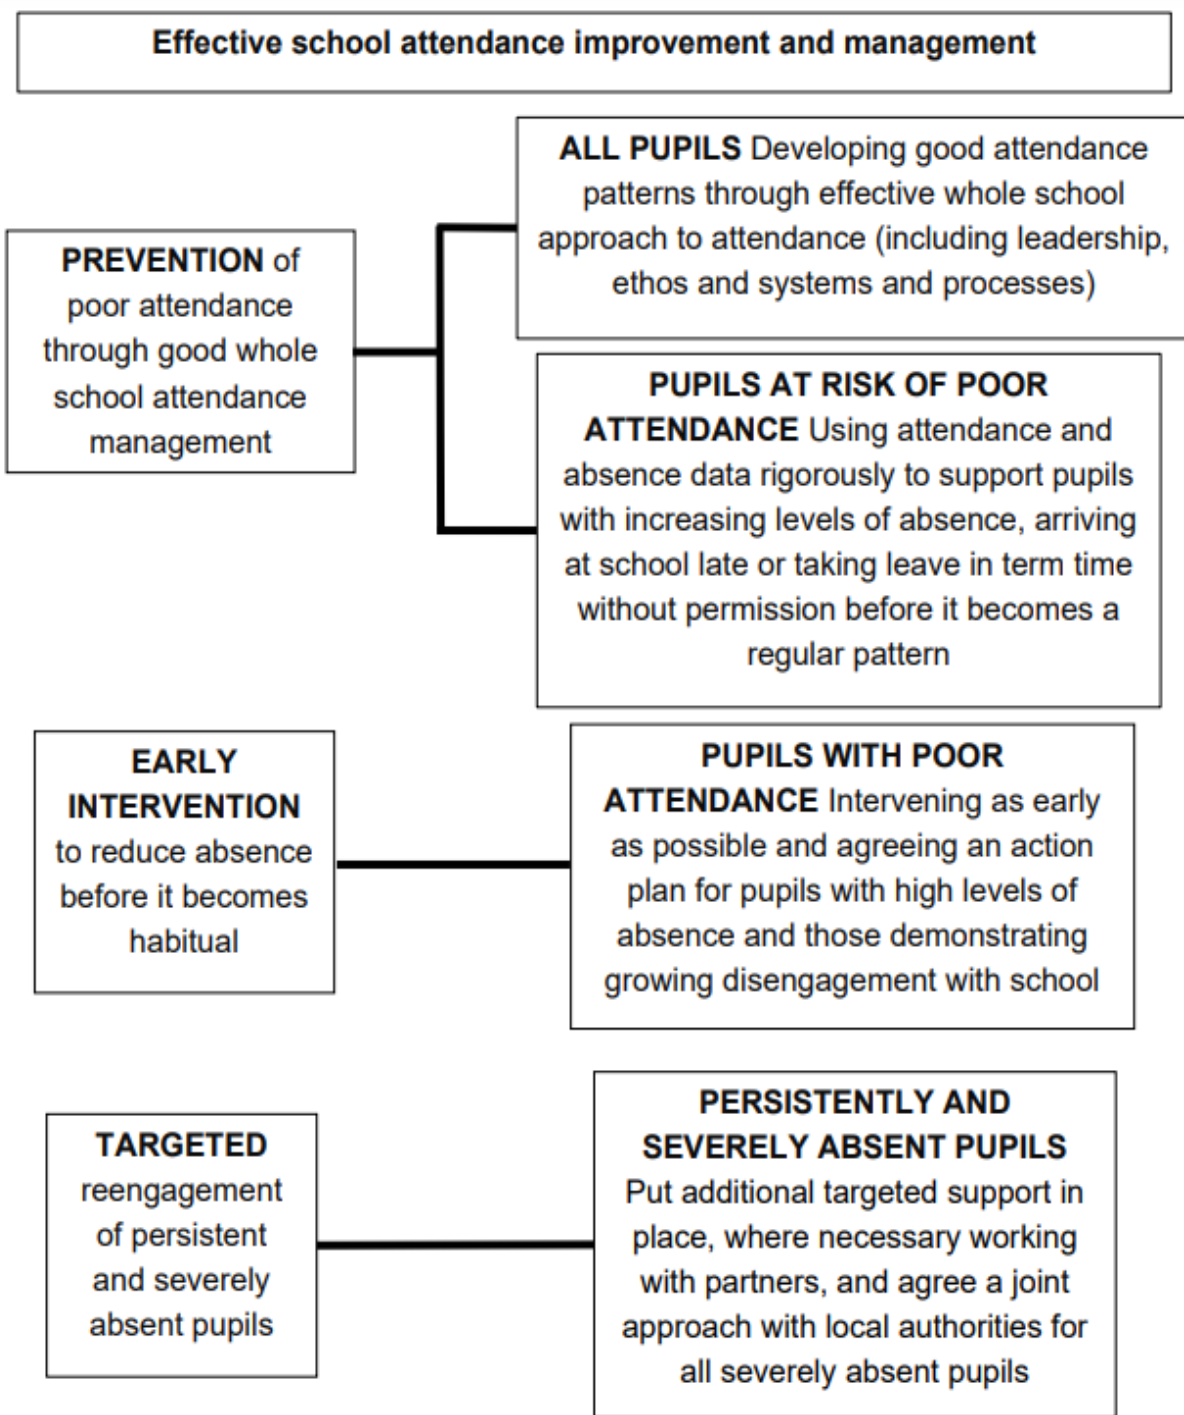 Effective school attendance improvement and management
PREVENTION of
poor attendance
through good whole
school attendance
management
ALL PUPILS Developing good attendance
patterns through effective whole school
approach to attendance (including leadership,
ethos and systems and processes)
PUPILS AT RISK OF POOR
ATTENDANCE Using attendance and
absence data rigorously to support pupils
with increasing levels of absence, arriving
at school late or taking leave in term time
without permission before it becomes a
regular pattern
EARLY
INTERVENTION
to reduce absence
before it becomes
habitual
PUPILS WITH POOR
ATTENDANCE Intervening as early
as possible and agreeing an action
plan for pupils with high levels of
absence and those demonstrating
growing disengagement with school
TARGETED
reengagement
of persistent
and severely
absent pupils
PERSISTENTLY AND
SEVERELY ABSENT PUPILS
Put additional targeted support in
place, where necessary working
with partners, and agree a joint
approach with local authorities for
all severely absent pupils